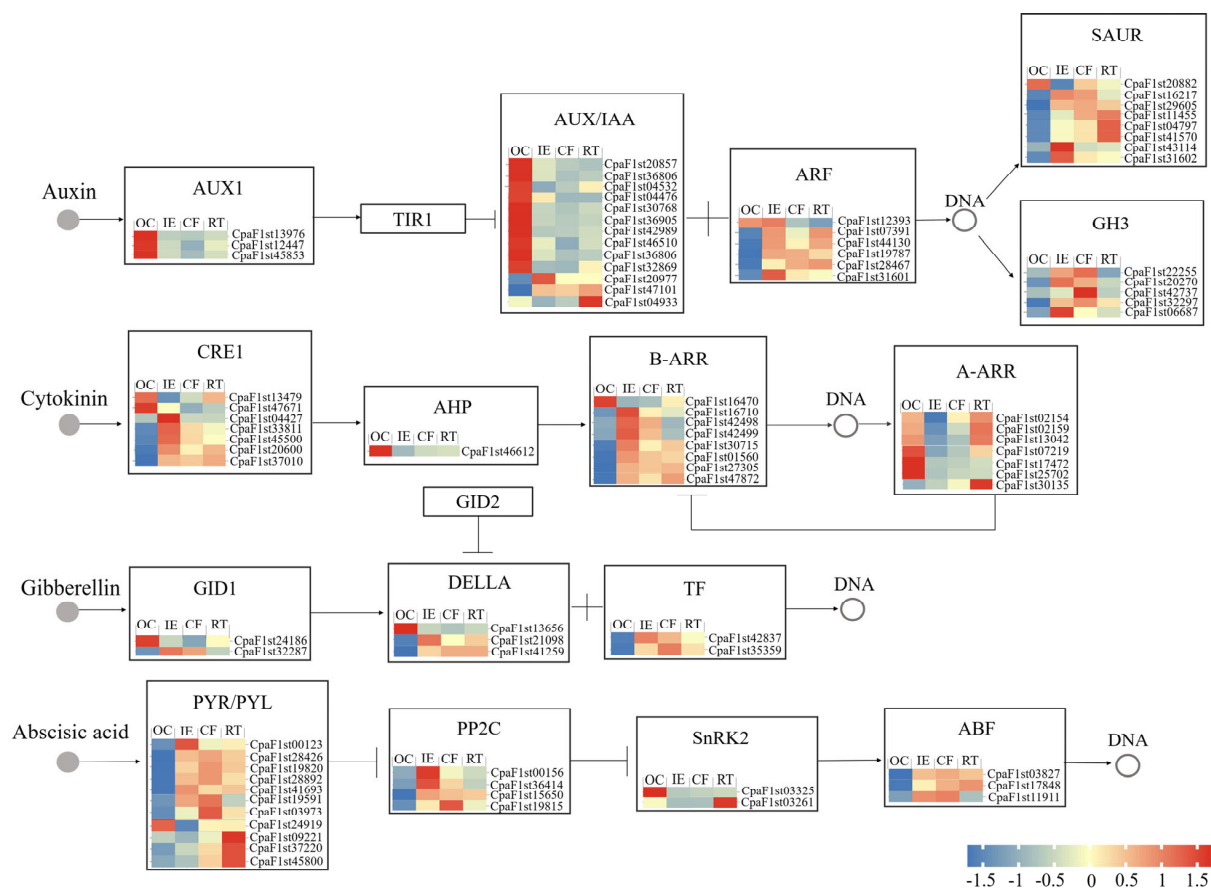 Auxin
AUX1
OC IE CF RT
CpaF1st13976
CpaF1st12447
CpaF1st45853
TIR1
AUX/IAA
OC IE CF RT
CpaF1st20857
CpaF1st36806
CpaF1st04532
CpaF1st04476
CpaF1st30768
CpaF1st36905
CpaF1st42989
CpaF1st46510
CpaF1st36806
CpaF1st32869
CpaF1st20977
CpaF1st47101
CpaF1st04933
ARF
OC IE CF RT
CpaF1st12393
CpaF1st07391
CpaF1st44130
CpaF1st19787
CpaF1st28467
CpaF1st31601
DNA
SAUR
OC IE CF RT
CpaF1st20882
CpaF1st16217
CpaF1st29605
CpaF1st11455
CpaF1st04797
CpaF1st41570
CpaF1st43114
CpaF1st31602
GH3
OC IE CF RT
CpaF1st22255
CpaF1st20270
CpaF1st42737
CpaF1st32297
CpaF1st06687
Cytokinin
CRE1
OC IE CF RT
CpaF1st13479
CpaF1st47671
CpaF1st04427
CpaF1st33811
CpaF1st45500
CpaF1st20600
CpaF1st37010
AHP
OC IE CF RT
CpaF1st46612
B-ARR
OC IE CF RT
CpaF1st16470
CpaF1st16710
CpaF1st42498
CpaF1st42499
CpaF1st30715
CpaF1st01560
CpaF1st27305
CpaF1st47872
DNA
A-ARR
OC IE CF RT
CpaF1st02154
CpaF1st02159
CpaF1st13042
CpaF1st07219
CpaF1st17472
CpaF1st25702
CpaF1st30135
GID2
Gibberellin
GID1
OC IE CF RT
CpaF1st24186
CpaF1st32287
DELLA
OC IE CF RT
CpaF1st13656
CpaF1st21098
CpaF1st41259
TF
OC IE CF RT
CpaF1st42837
CpaF1st35359
DNA
Abscisic acid
PYR/PYL
OC IE CF RT
CpaF1st00123
CpaF1st28426
CpaF1st19820
CpaF1st28892
CpaF1st41693
CpaF1st19591
CpaF1st03973
CpaF1st24919
CpaF1st09221
CpaF1st37220
CpaF1st45800
PP2C
OC IE CF RT
CpaF1st00156
CpaF1st36414
CpaF1st15650
CpaF1st19815
SnRK2
OC IE CF RT
CpaF1st03325
CpaF1st03261
ABF
OC IE CF RT
CpaF1st03827
CpaF1st17848
CpaF1st11911
DNA
-1.5 -1 -0.5 0 0.5 1 1.5